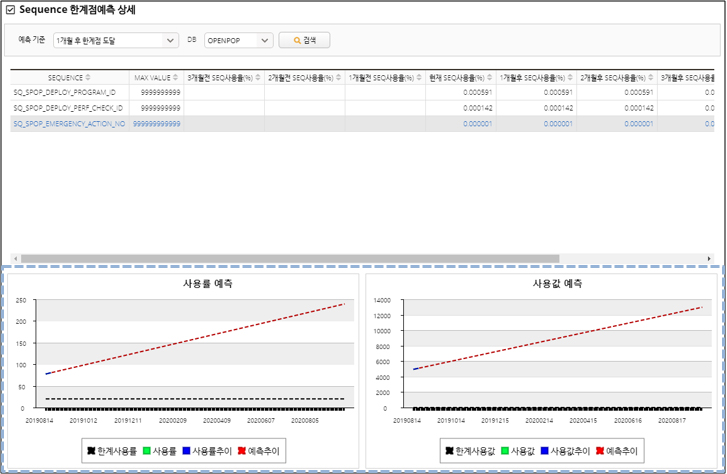 Sequence 한계점예측 상세
예측 기준 1개월 후 한계점 도달 DB OPENPOP 검색
SEQUENCE MAX VALUE 3개월전 SEQ사용률(%) 2개월전 SEQ사용률(%) 1개월전 SEQ사용률(%) 현재 SEQ사용률(%) 1개월후 SEQ사용률(%) 2개월후 SEQ사용률(%) 3개월후 SEQ사용률
SQ_SPOP_DEPLOY_PROGRAM_ID 9999999999 0.000591 0.000591 0.000591 0.0
SQ_SPOP_DEPLOY_PERF_CHECK_ID 9999999999 0.000142 0.000142 0.000142 0.0
SQ_SPOP_EMERGENCY_ACTION_NO 999999999999 0.000001 0.000001 0.000001 0.0
사용률 예측
250
200
150
100
50
0
20190814 20191012 20191211 20200209 20200409 20200607 20200805
한계사용률 사용률 사용률추이 예측추이
사용값 예측
14000
12000
10000
8000
6000
4000
2000
0
20190814 20191014 20191215 20200214 20200415 20200616 20200817
한계사용값 사용값 사용값추이 예측추이